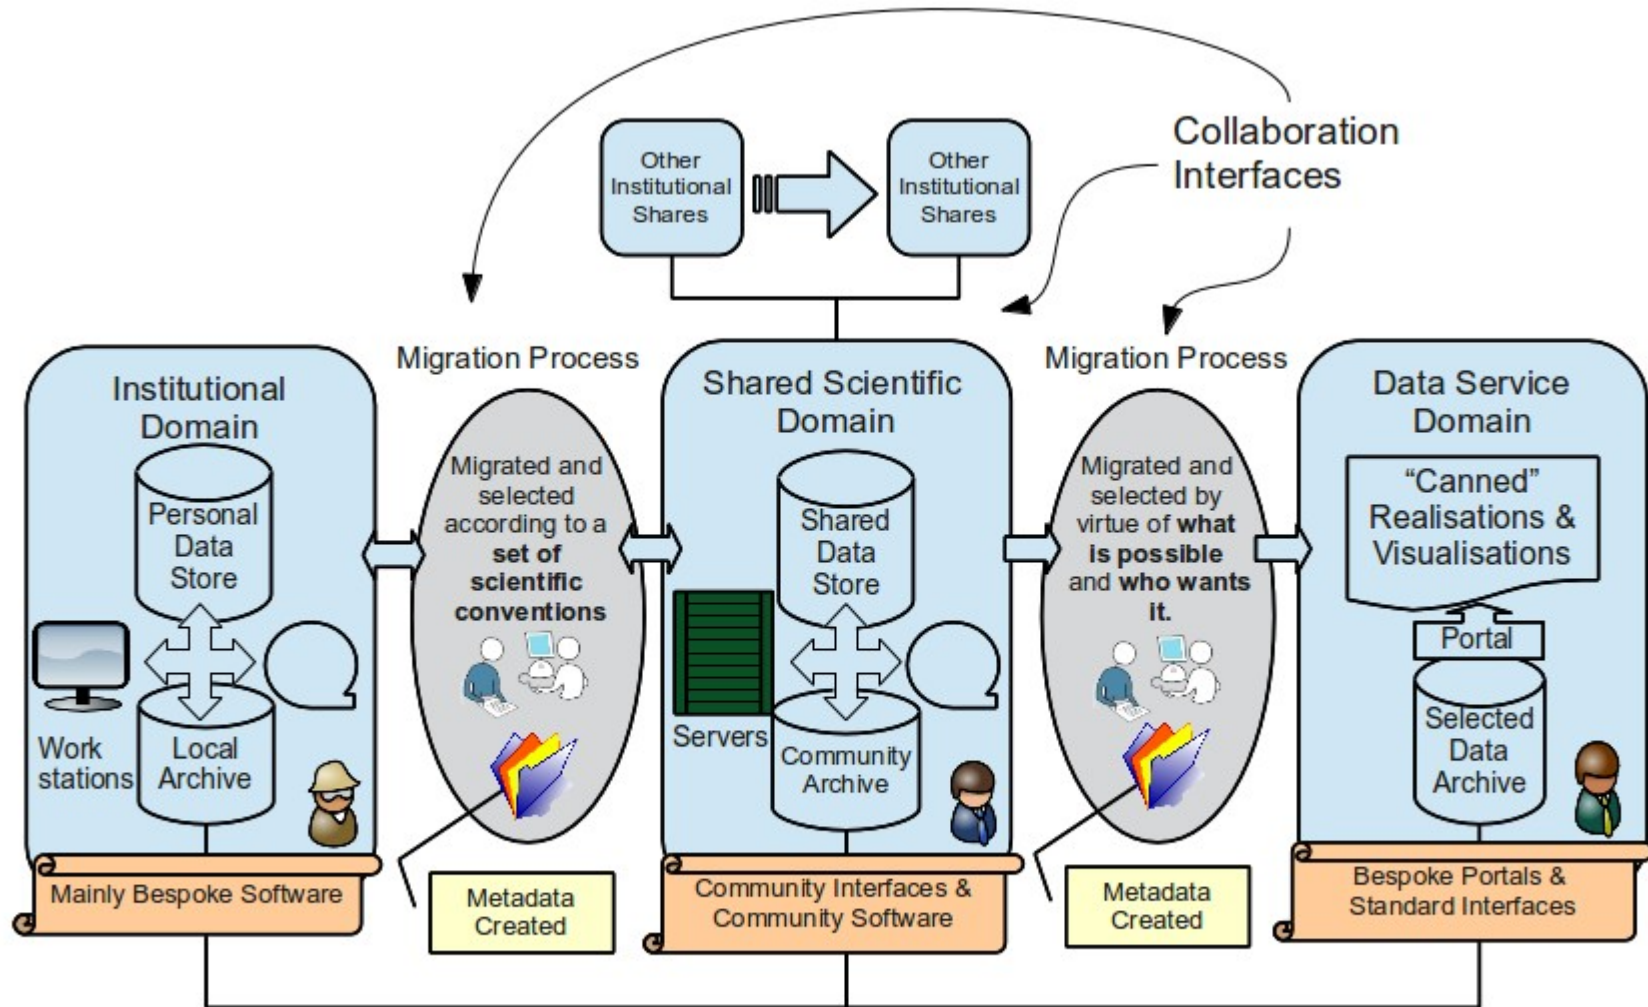 Collaboration
Interfaces
Other
Institutional
Shares
Other
Institutional
Shares
Institutional
Domain
Personal
Data
Store
Work
stations
Local
Archive
Mainly Bespoke Software
Migration Process
Migrated and
selected
according to a
set of
scientific
conventions
Metadata
Created
Shared Scientific
Domain
Shared
Data
Store
Servers
Community
Archive
Community Interfaces &
Community Software
Migration Process
Migrated and
selected by
virtue of what
is possible
and who wants
it.
Metadata
Created
Data Service
Domain
“Canned”
Realisations &
Visualisations
Portal
Selected
Data
Archive
Bespoke Portals &
Standard Interfaces